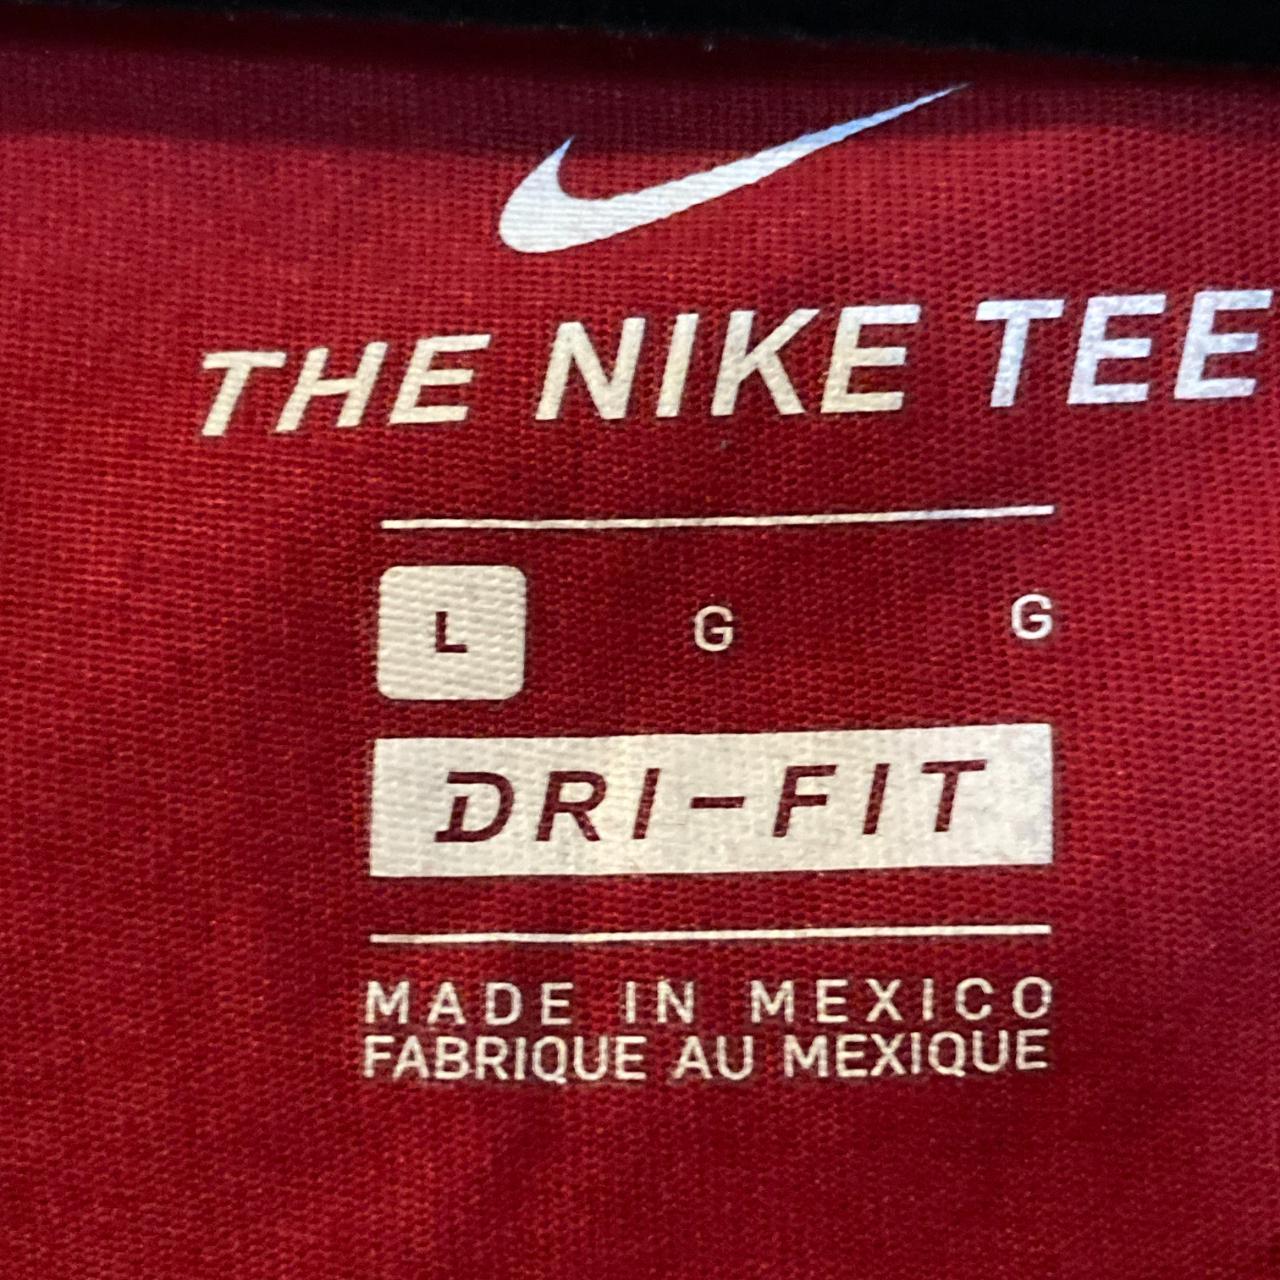 THE NIKE TEE
L G G
DRI-FIT
MADE IN MEXICO
FABRIQUE AU MEXIQUE